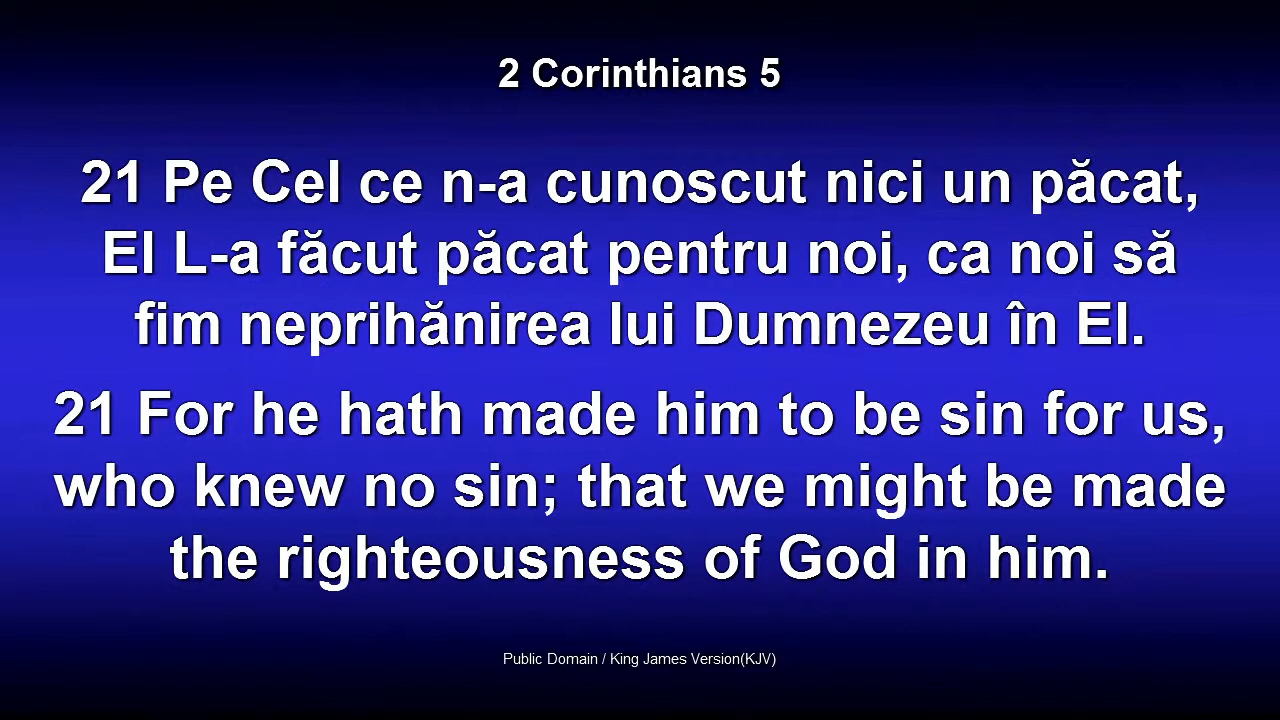 2 Corinthians 5
21 Pe Cel ce n-a cunoscut nici un păcat,
El L-a făcut păcat pentru noi, ca noi să
fim neprihănirea lui Dumnezeu în El.
21 For he hath made him to be sin for us,
who knew no sin; that we might be made
the righteousness of God in him.
Public Domain / King James Version(KJV)